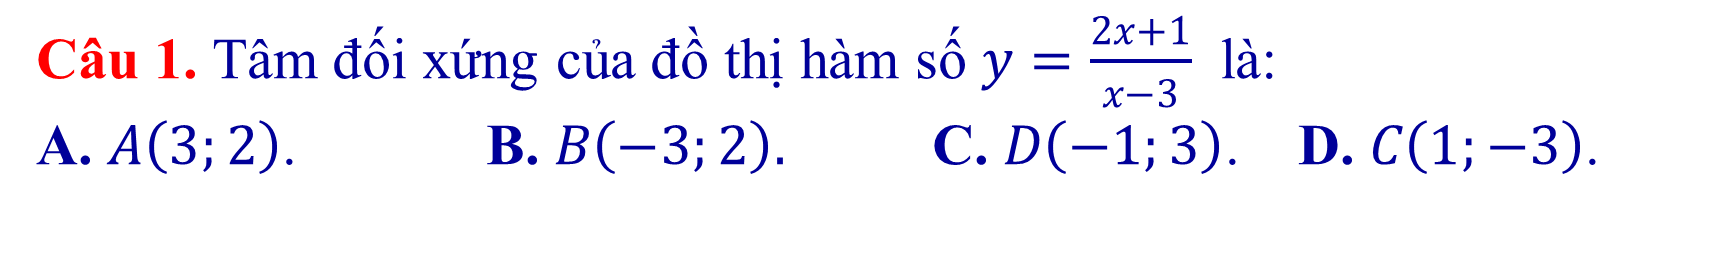 Câu 1. Tâm đối xứng của đồ thị hàm số y = \frac{2x+1}{x-3} là:
A. A(3; 2). B. B(−3; 2). C. D(−1; 3). D. C(1; −3).